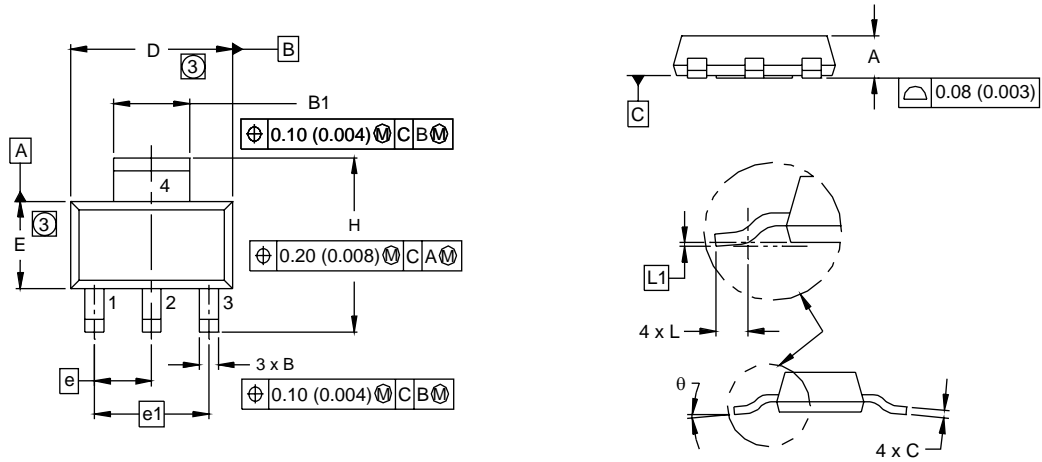 D
B
3
B1
⌖ 0.10 (0.004) Ⓜ C B Ⓜ
A
4
3
E
H
⌖ 0.20 (0.008) Ⓜ C A Ⓜ
1 2 3
3 x B
e
⌖ 0.10 (0.004) Ⓜ C B Ⓜ
e1
A
C
⌓ 0.08 (0.003)
L1
4 x L
θ
4 x C